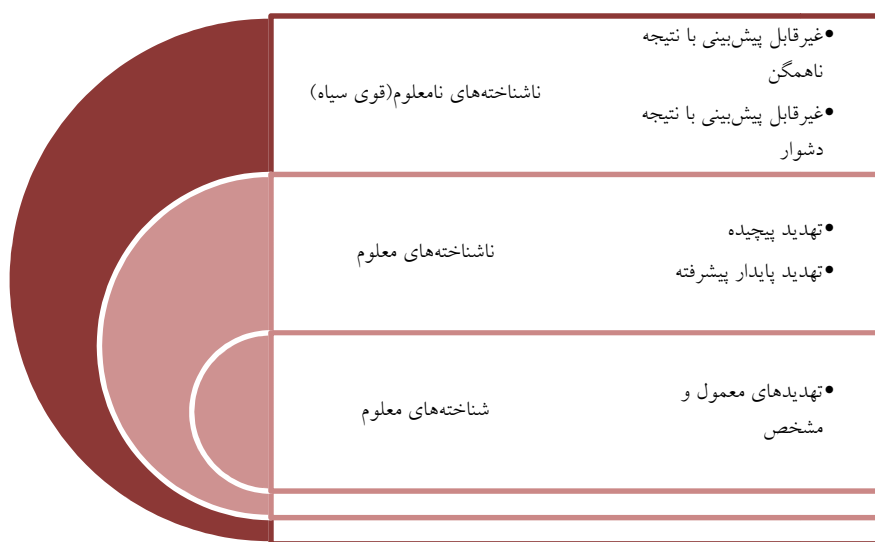 •غیرقابل پیش‌بینی با نتیجه
ناهمگن
•غیرقابل پیش‌بینی با نتیجه
دشوار
ناشناخته‌های نامعلوم(قوی سیاه)
•تهدید پیچیده
•تهدید پایدار پیشرفته
ناشناخته‌های معلوم
•تهدیدهای معمول و
مشخص
شناخته‌های معلوم